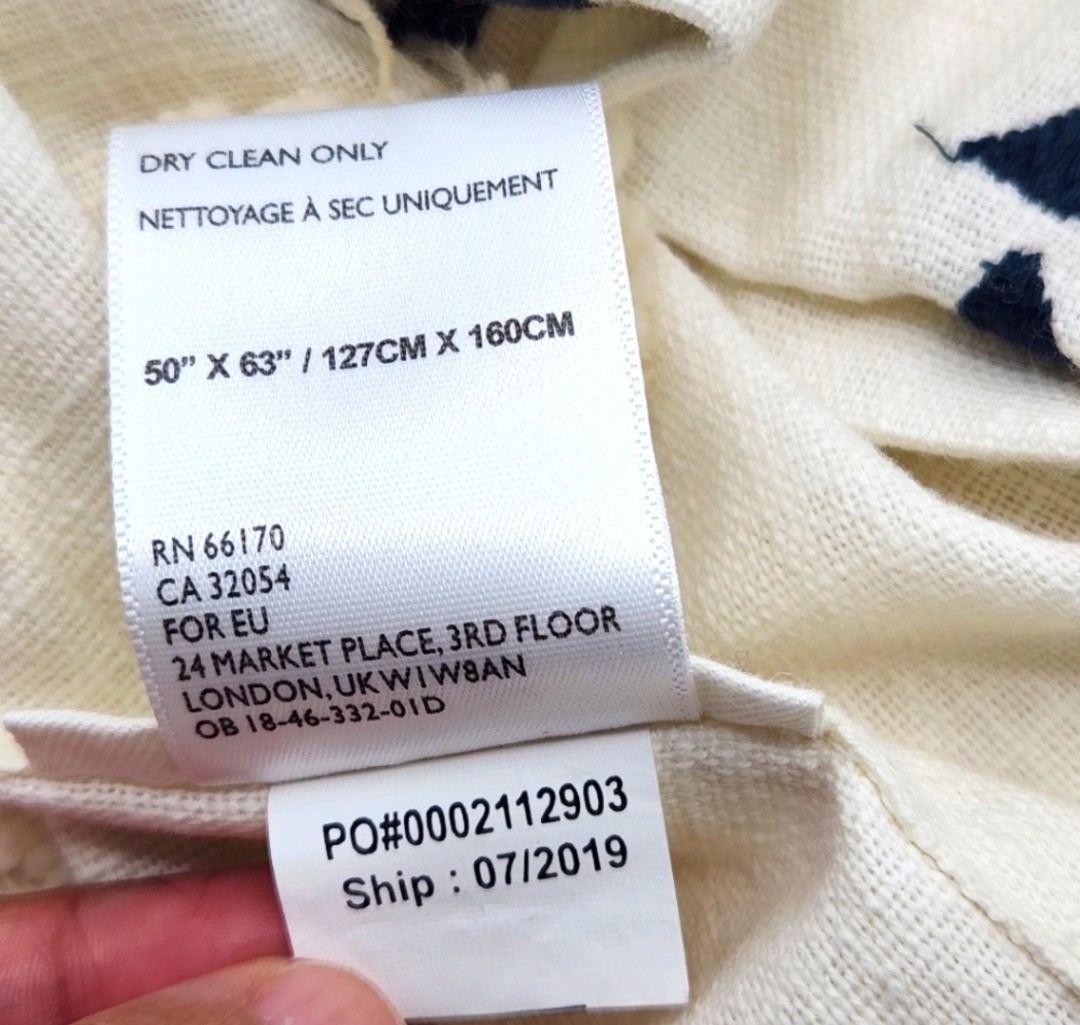 DRY CLEAN ONLY
NETTOYAGE À SEC UNIQUEMENT
50” X 63” / 127CM X 160CM
RN 66170
CA 32054
FOR EU
24 MARKET PLACE, 3RD FLOOR
LONDON, UK W1W8AN
OB 18-46-332-01D
PO#0002112903
Ship : 07/2019